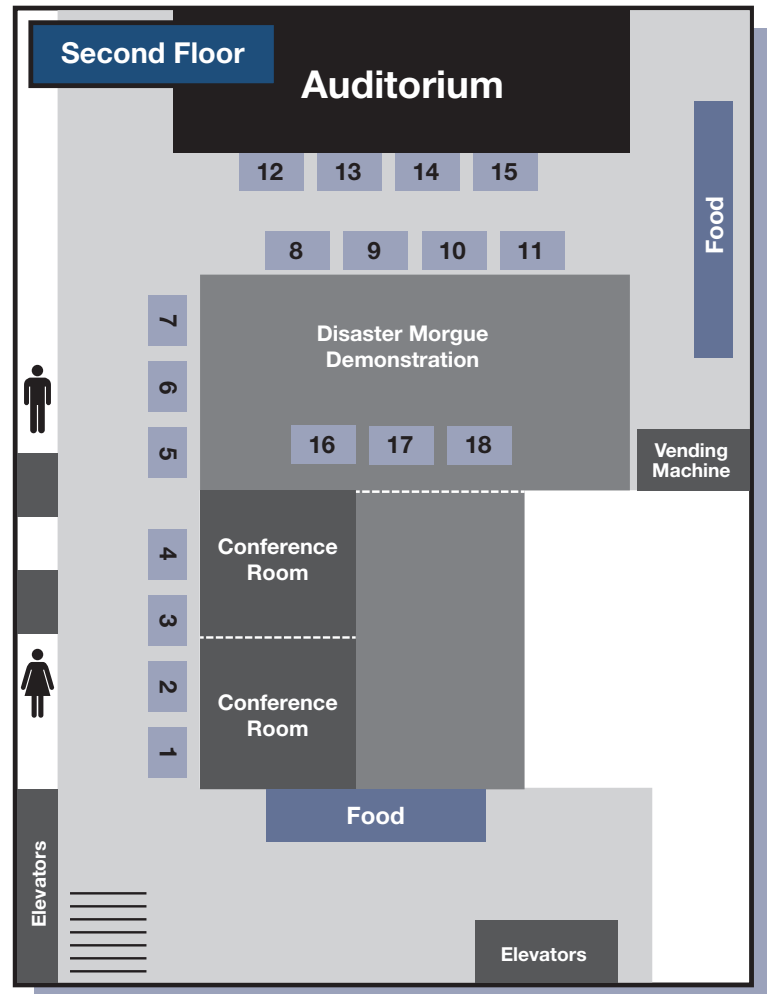 Second Floor
Auditorium
12 13 14 15
Food
8 9 10 11
7
Disaster Morgue
Demonstration
6
5
16 17 18
Vending
Machine
4
Conference
Room
3
2
Conference
Room
1
Food
Elevators
Elevators